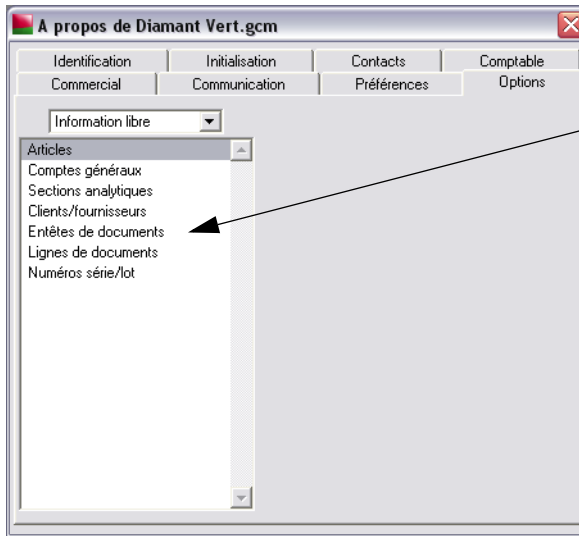 A propos de Diamant Vert.gcm
Identification Initialisation Contacts Comptable
Commercial Communication Préférences Options
Information libre
Articles
Comptes généraux
Sections analytiques
Clients/fournisseurs
Entêtes de documents
Lignes de documents
Numéros série/lot